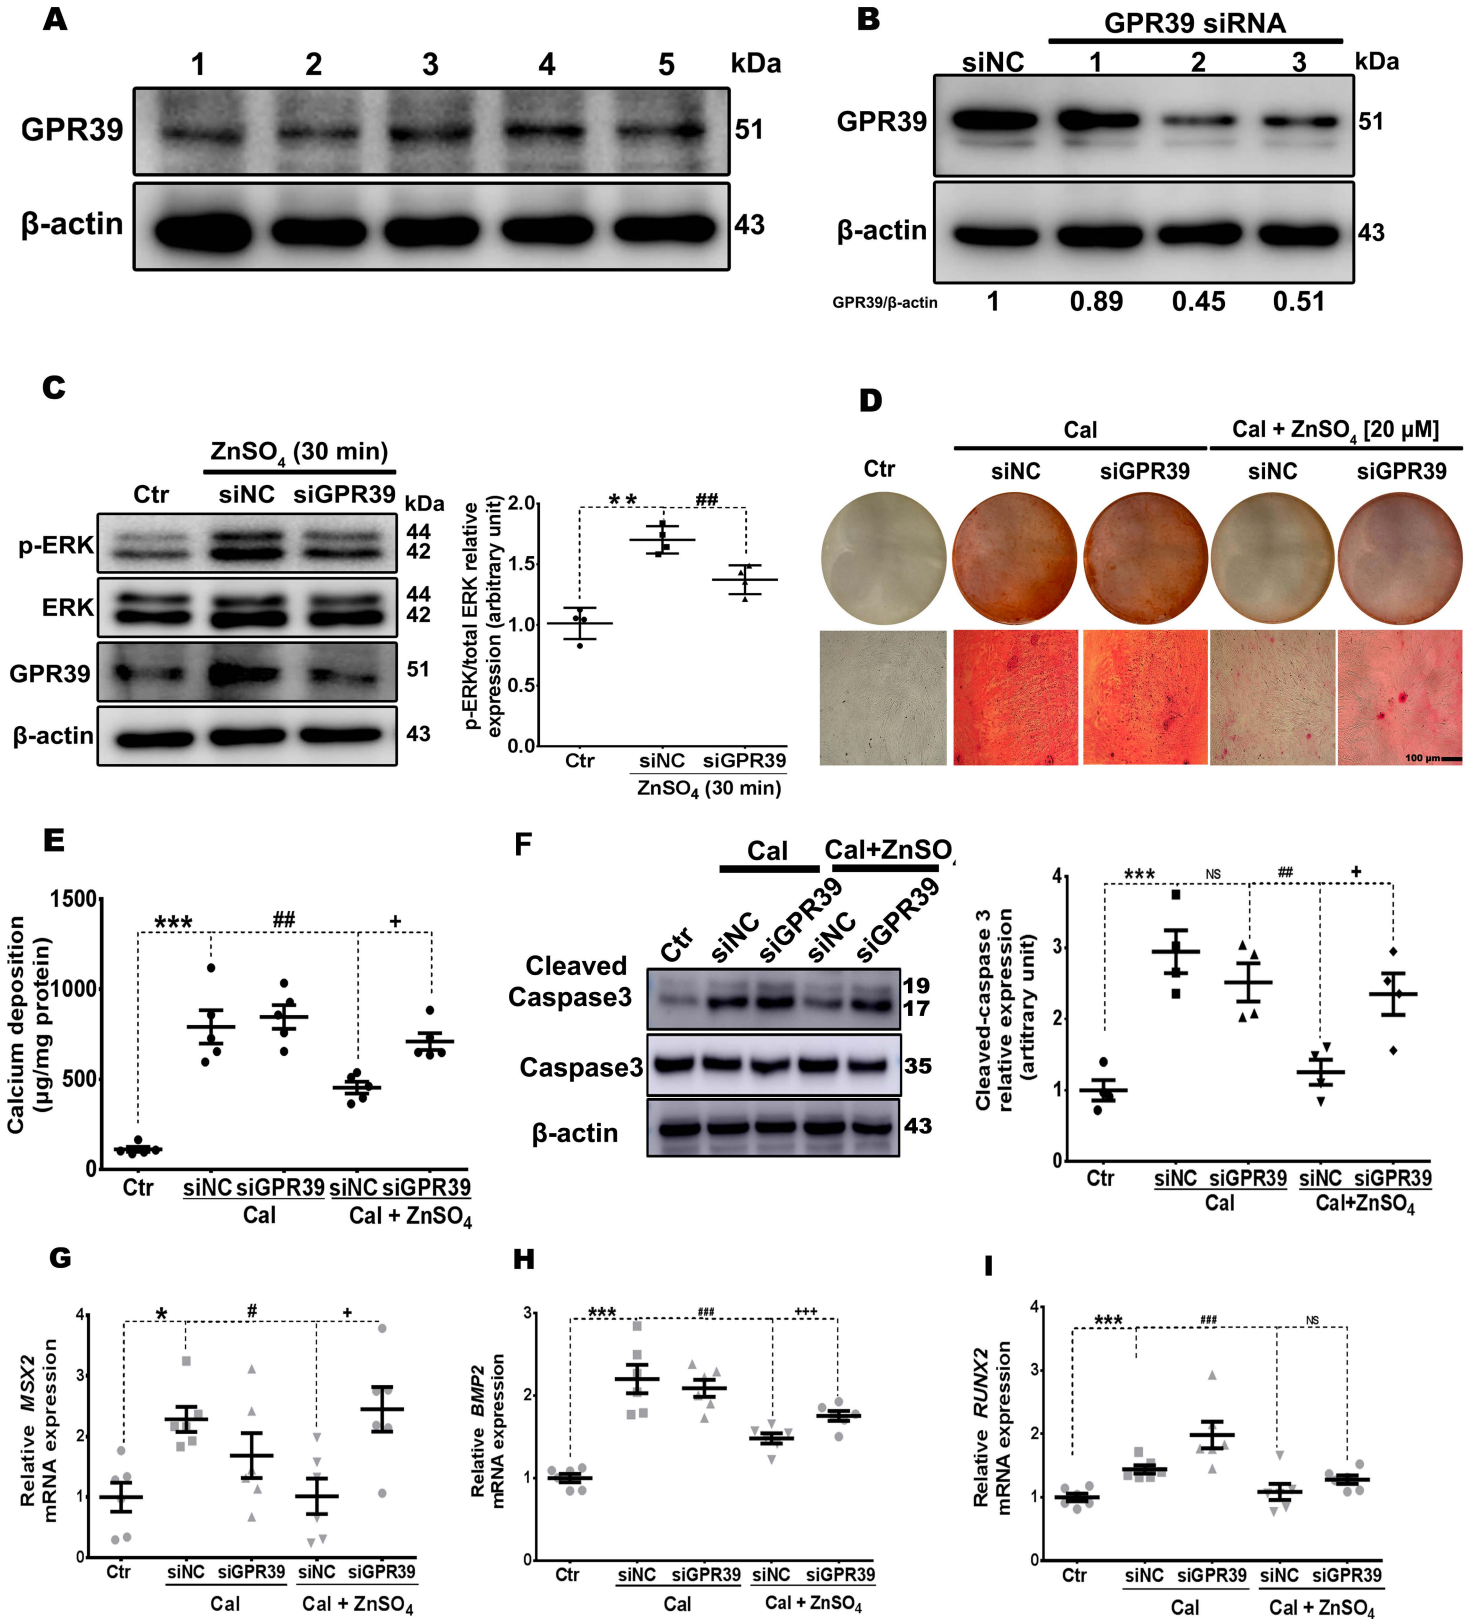 A
1 2 3 4 5 kDa
GPR39 51
β-actin 43
B
GPR39 siRNA
siNC 1 2 3 kDa
GPR39 51
β-actin 43
GPR39/β-actin 1 0.89 0.45 0.51
C
ZnSO4 (30 min)
Ctr siNC siGPR39 kDa
p-ERK 44
42
ERK 44
42
GPR39 51
β-actin 43
p-ERK/total ERK relative
expression (arbitrary unit)
2.0
1.5
1.0
0.5
0.0
** ##
Ctr siNC siGPR39
ZnSO4 (30 min)
D
Cal Cal + ZnSO4 [20 µM]
Ctr siNC siGPR39 siNC siGPR39
100 µm
E
Calcium deposition
(µg/mg protein)
1500
1000
500
0
*** ## +
Ctr siNC siGPR39 siNC siGPR39
Cal Cal + ZnSO4
F
Cal Cal+ZnSO4
Ctr siNC siGPR39 siNC siGPR39
Cleaved
Caspase3
19
17
Caspase3 35
β-actin 43
Cleaved-caspase 3
relative expression
(artitrary unit)
4
3
2
1
0
*** NS ## +
Ctr siNC siGPR39 siNC siGPR39
Cal Cal+ZnSO4
G
Relative MSX2
mRNA expression
4
3
2
1
0
* # +
Ctr siNC siGPR39 siNC siGPR39
Cal Cal + ZnSO4
H
Relative BMP2
mRNA expression
3
2
1
0
*** ### +++
Ctr siNC siGPR39 siNC siGPR39
Cal Cal + ZnSO4
I
Relative RUNX2
mRNA expression
4
3
2
1
0
*** ### NS
Ctr siNC siGPR39 siNC siGPR39
Cal Cal + ZnSO4